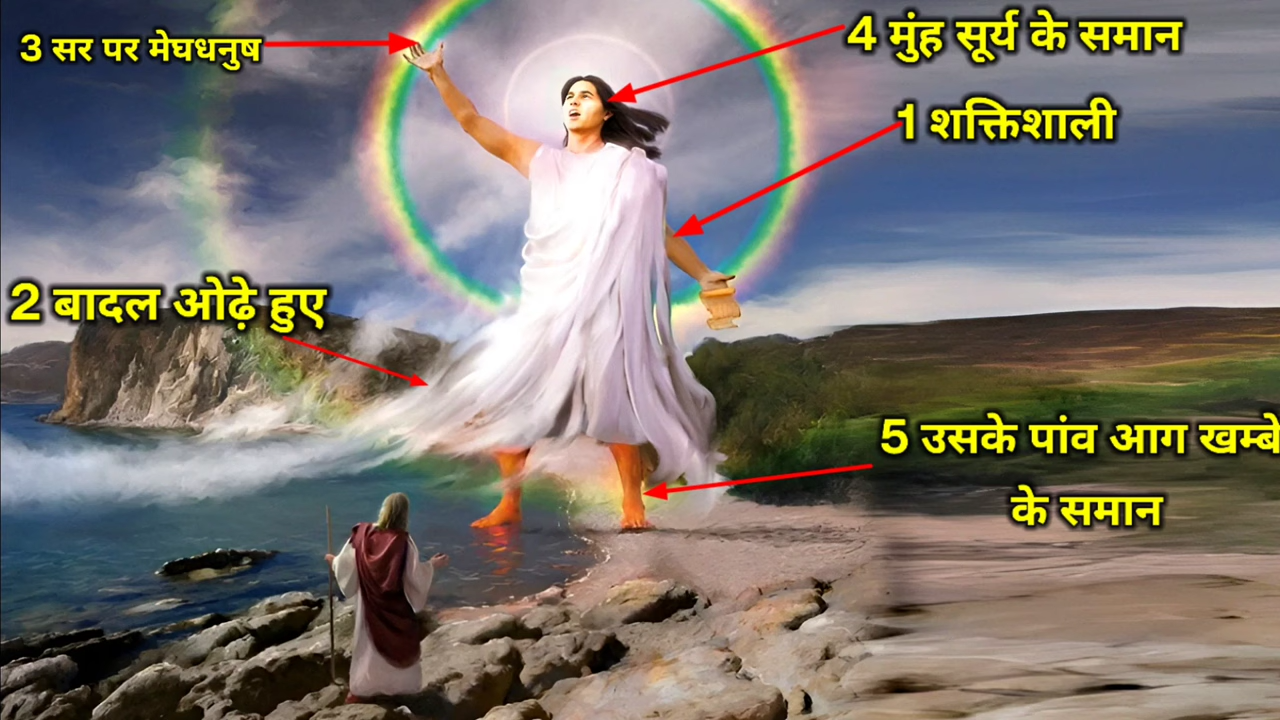 4 मुंह सूर्य के समान
3 सर पर मेघधनुष
1 शक्तिशाली
2 बादल ओढ़े हुए
5 उसके पांव आग खम्बे
के समान